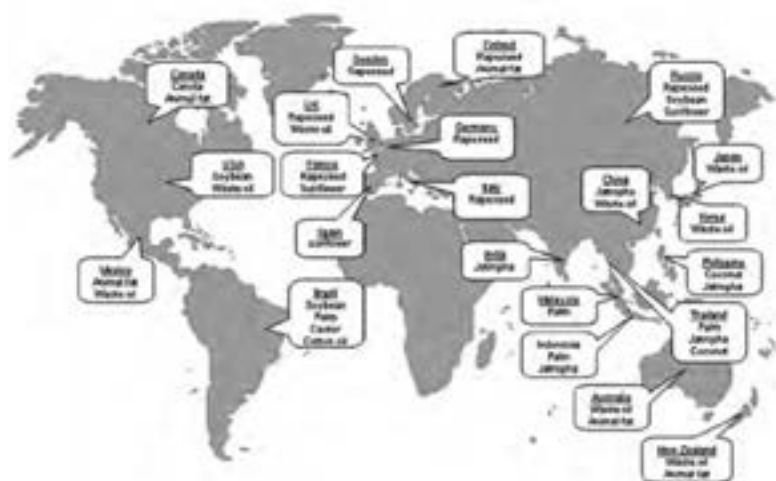 Canada
Canola
Animal fat
Sweden
Rapeseed
Finland
Rapeseed
Animal fat
Russia
Rapeseed
Soybean
Sunflower
UK
Rapeseed
Waste oil
Germany
Rapeseed
USA
Soybean
Waste oil
France
Rapeseed
Sunflower
Italy
Rapeseed
China
Jatropha
Waste oil
Japan
Waste oil
Korea
Waste oil
Spain
Sunflower
Mexico
Animal fat
Waste oil
India
Jatropha
Philippines
Coconut
Jatropha
Brazil
Soybean
Palm
Castor
Cotton oil
Malaysia
Palm
Thailand
Palm
Jatropha
Coconut
Indonesia
Palm
Jatropha
Australia
Waste oil
Animal fat
New Zealand
Waste oil
Animal fat